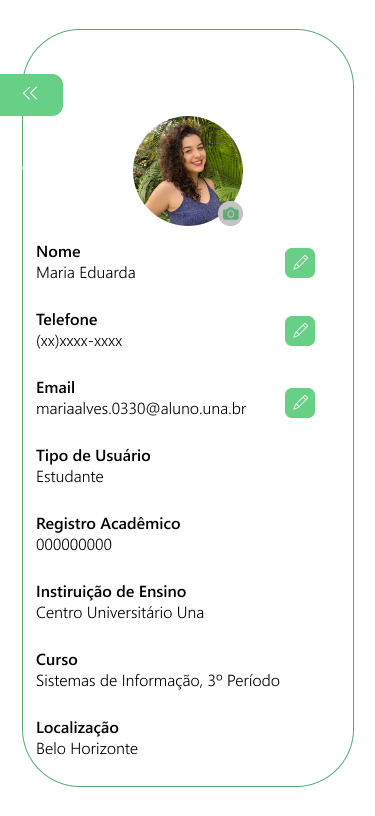 Nome
Maria Eduarda
Telefone
(xx)xxxx-xxxx
Email
mariaalves.0330@aluno.una.br
Tipo de Usuário
Estudante
Registro Acadêmico
000000000
Instiruição de Ensino
Centro Universitário Una
Curso
Sistemas de Informação, 3º Período
Localização
Belo Horizonte